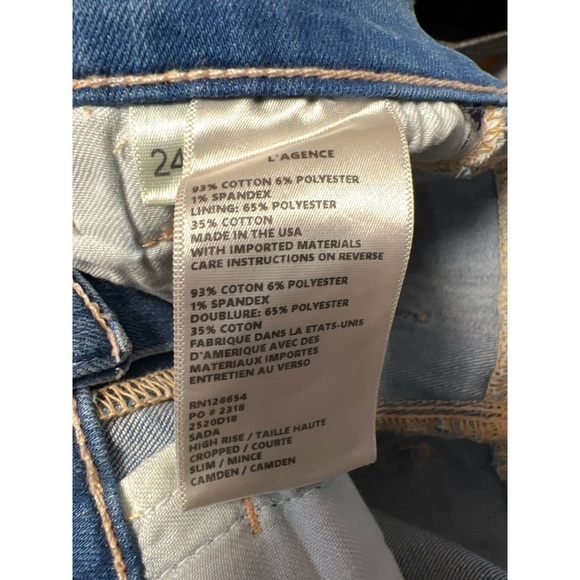 24
L'AGENCE
93% COTTON 6% POLYESTER
1% SPANDEX
LINING: 65% POLYESTER
35% COTTON
MADE IN THE USA
WITH IMPORTED MATERIALS
CARE INSTRUCTIONS ON REVERSE
93% COTTON 6% POLYESTER
1% SPANDEX
DOUBLURE: 65% POLYESTER
35% COTON
FABRIQUE DANS LA ETATS-UNIS
D'AMERIQUE AVEC DES
MATERIAUX IMPORTES
ENTRETIEN AU VERSO
RN126654
PO # 2318
2520D18
SADA
HIGH RISE / TAILLE HAUTE
CROPPED / COURTE
SLIM / MINCE
CAMDEN / CAMDEN